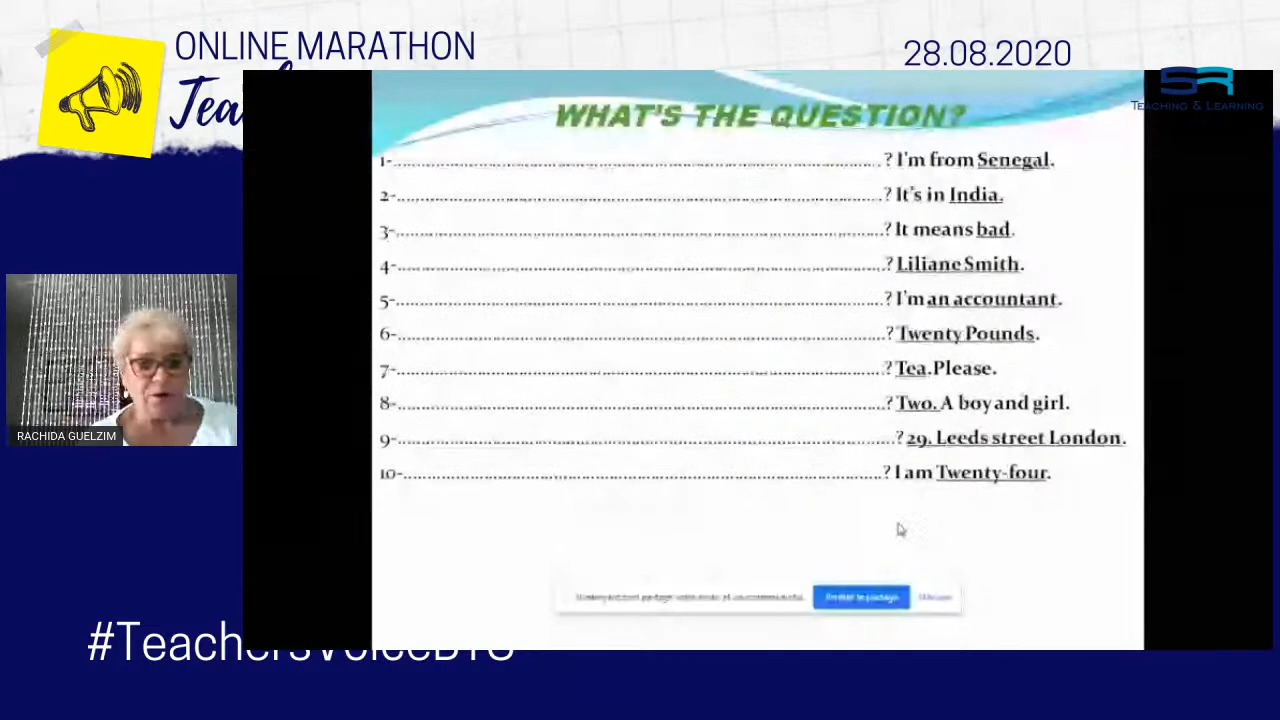 ONLINE MARATHON
28.08.2020
SR
TEACHING & LEARNING
WHAT'S THE QUESTION?
1-................................................? I'm from Senegal.
2-................................................? It's in India.
3-................................................? It means bad.
4-................................................? Liliane Smith.
5-................................................? I'm an accountant.
6-................................................? Twenty Pounds.
7-................................................? Tea.Please.
8-................................................? Two. A boy and girl.
9-................................................? 29. Leeds street London.
10-................................................? I am Twenty-four.
RACHIDA GUELZIM